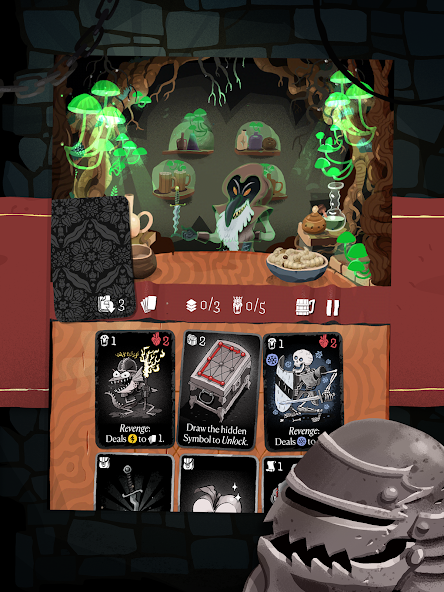 3 0/3 0/5
1 2
Revenge:
Deals to 1.
2
Draw the hidden
Symbol to Unlock.
1 2
Revenge:
Deals to 1.
1